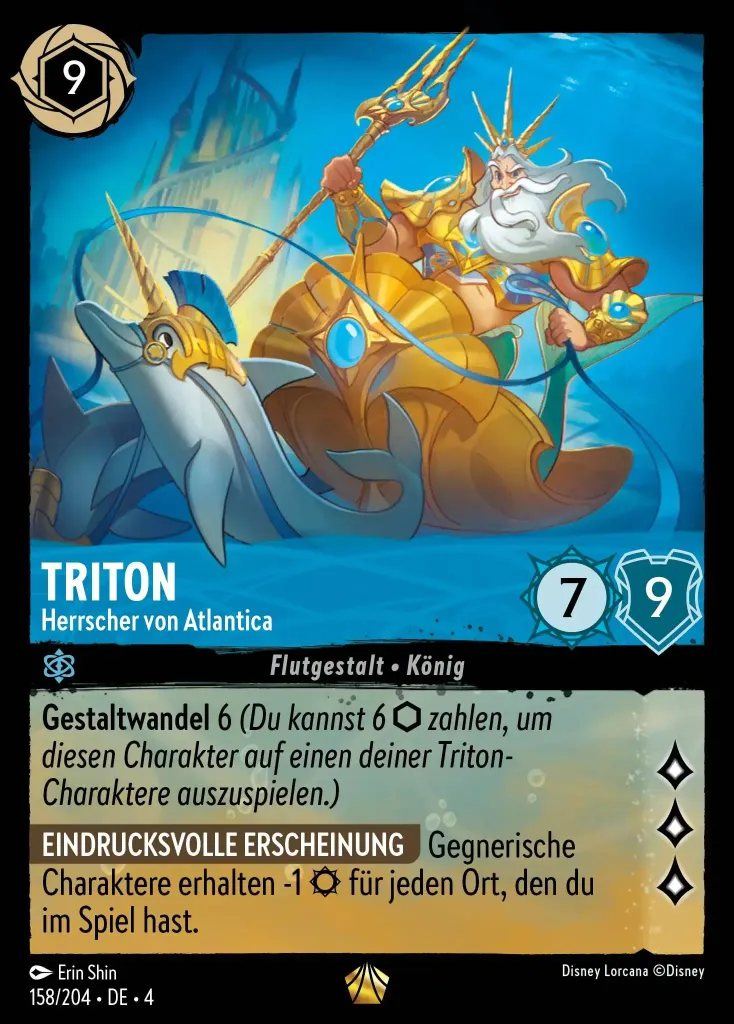 9
TRITON
Herrscher von Atlantica
7
9
Flutgestalt • König
Gestaltwandel 6 (Du kannst 6 zahlen, um
diesen Charakter auf einen deiner Triton-
Charaktere auszuspielen.)
EINDRUCKSVOLLE ERSCHEINUNG Gegnerische
Charaktere erhalten -1 für jeden Ort, den du
im Spiel hast.
Erin Shin
Disney Lorcana ©Disney
158/204 • DE • 4